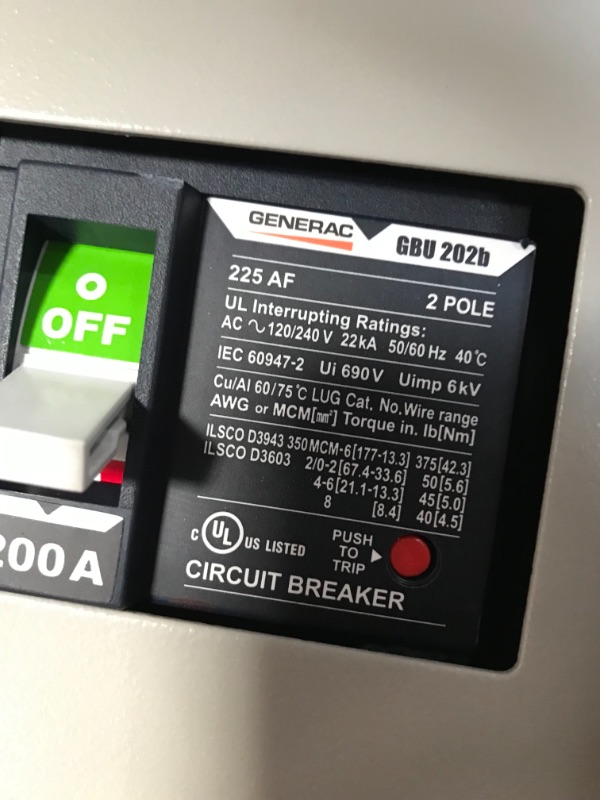 GENERAC
GBU 202b
225 AF
2 POLE
UL Interrupting Ratings:
AC ∿ 120/240 V 22kA 50/60 Hz 40℃
IEC 60947-2 Ui 690V Uimp 6kV
Cu/Al 60/75℃ LUG Cat. No. Wire range
AWG or MCM[mm²] Torque in. lb[Nm]
ILSCO D3943 350MCM-6[177-13.3] 375[42.3]
ILSCO D3603 2/0-2[67.4-33.6] 50[5.6]
4-6[21.1-13.3] 45[5.0]
8 [8.4] 40[4.5]
O
OFF
200A
C UL US LISTED
PUSH
TO
TRIP
CIRCUIT BREAKER